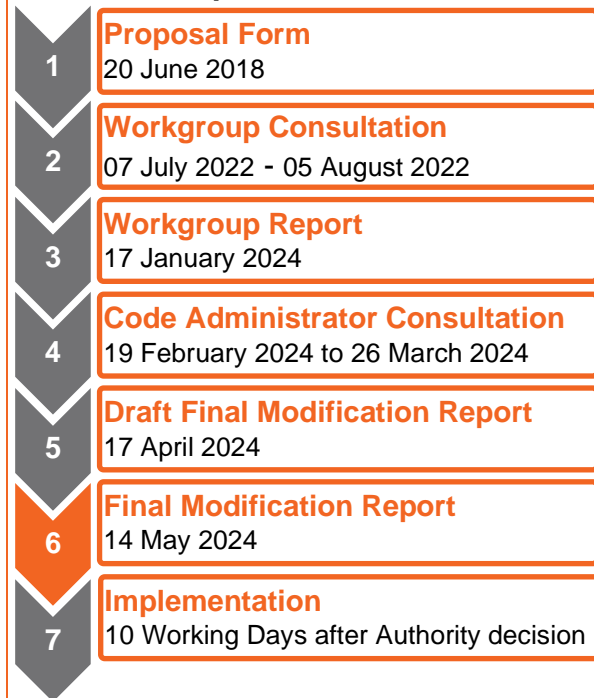 1
Proposal Form
20 June 2018
2
Workgroup Consultation
07 July 2022 - 05 August 2022
3
Workgroup Report
17 January 2024
4
Code Administrator Consultation
19 February 2024 to 26 March 2024
5
Draft Final Modification Report
17 April 2024
6
Final Modification Report
14 May 2024
7
Implementation
10 Working Days after Authority decision